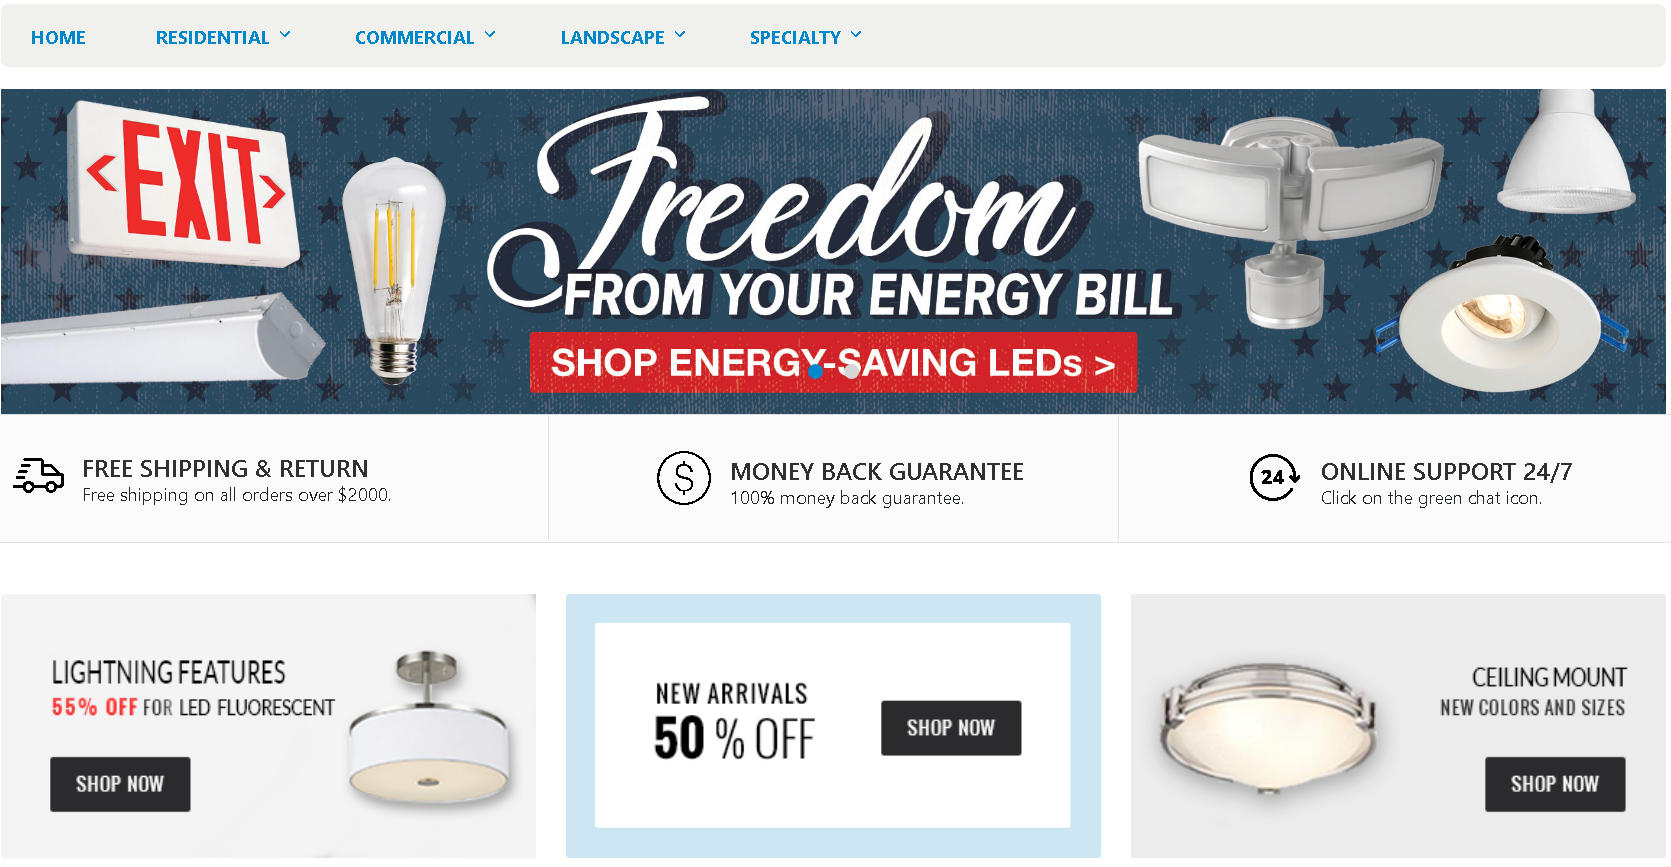 HOME RESIDENTIAL COMMERCIAL LANDSCAPE SPECIALTY
<EXIT>
Freedom
FROM YOUR ENERGY BILL
SHOP ENERGY-SAVING LEDs >
FREE SHIPPING & RETURN
Free shipping on all orders over $2000.
$
MONEY BACK GUARANTEE
100% money back guarantee.
24
ONLINE SUPPORT 24/7
Click on the green chat icon.
LIGHTNING FEATURES
55% OFF FOR LED FLUORESCENT
SHOP NOW
NEW ARRIVALS
50 % OFF
SHOP NOW
CEILING MOUNT
NEW COLORS AND SIZES
SHOP NOW